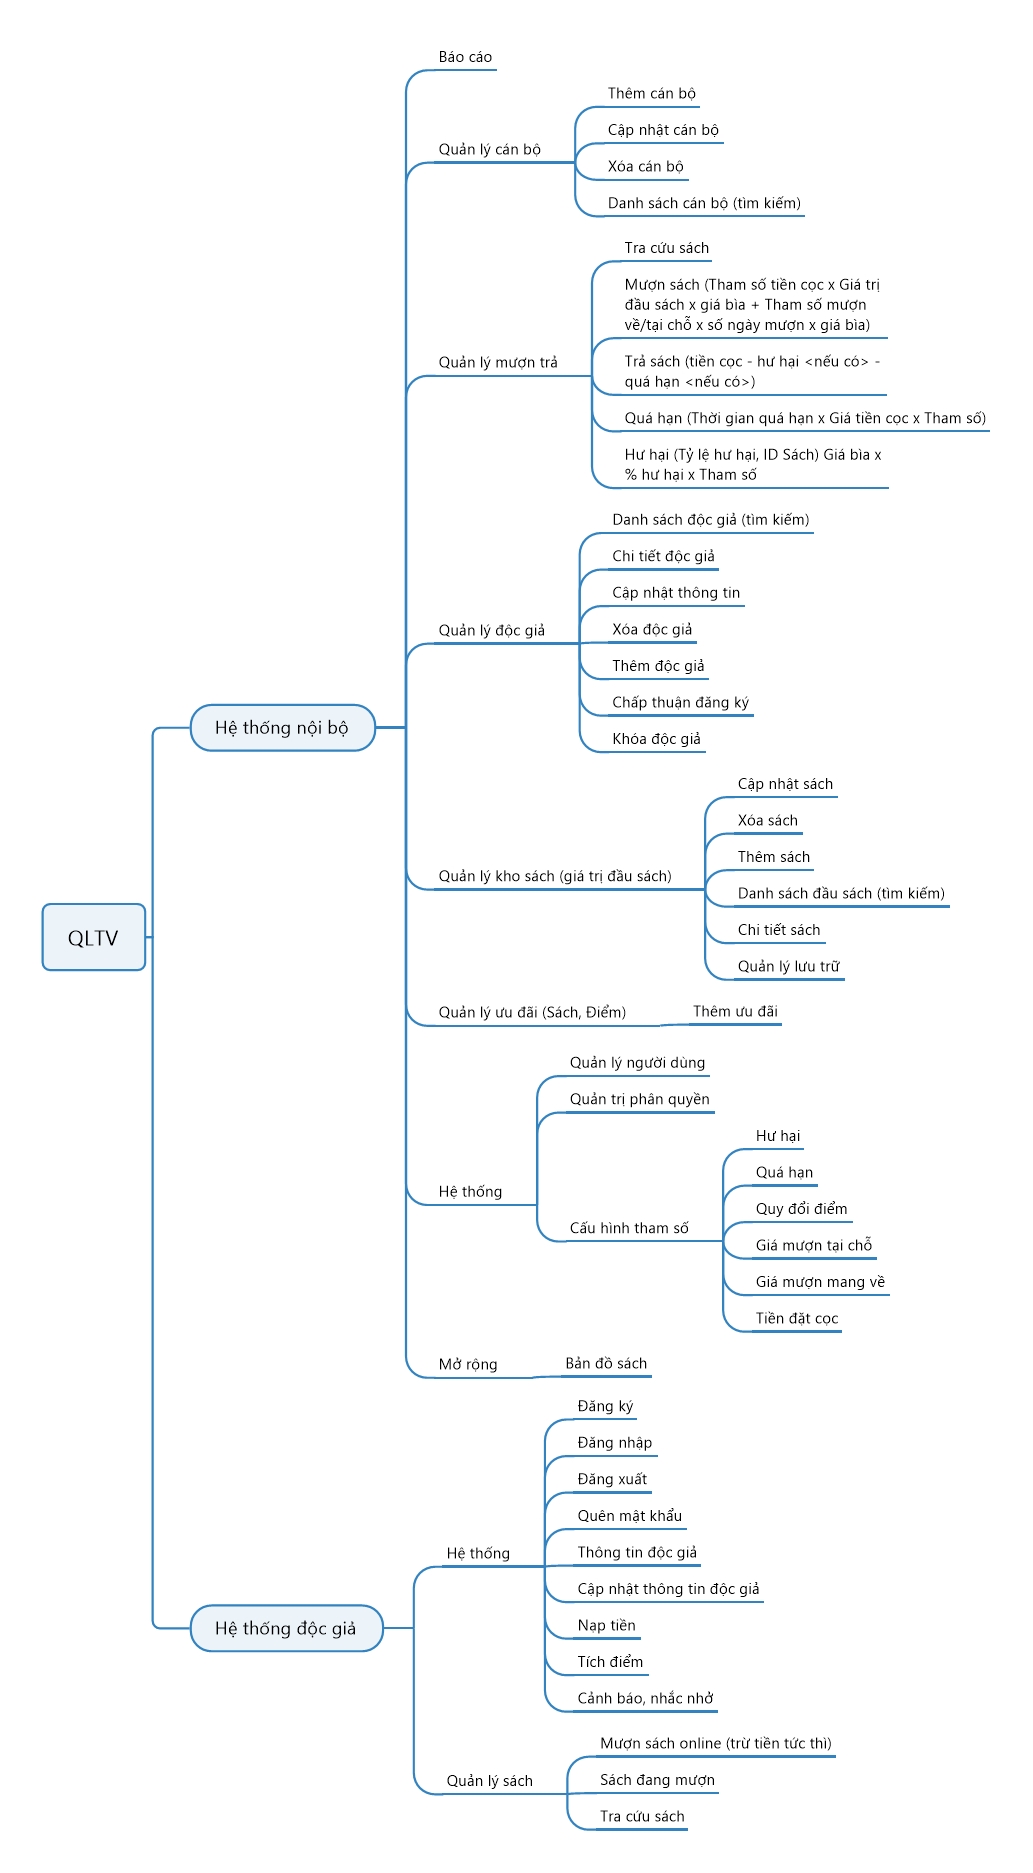 QLTV
Hệ thống nội bộ
Báo cáo
Quản lý cán bộ
Thêm cán bộ
Cập nhật cán bộ
Xóa cán bộ
Danh sách cán bộ (tìm kiếm)
Quản lý mượn trả
Tra cứu sách
Mượn sách (Tham số tiền cọc x Giá trị
đầu sách x giá bìa + Tham số mượn
về/tại chỗ x số ngày mượn x giá bìa)
Trả sách (tiền cọc - hư hại <nếu có> -
quá hạn <nếu có>)
Quá hạn (Thời gian quá hạn x Giá tiền cọc x Tham số)
Hư hại (Tỷ lệ hư hại, ID Sách) Giá bìa x
% hư hại x Tham số
Quản lý độc giả
Danh sách độc giả (tìm kiếm)
Chi tiết độc giả
Cập nhật thông tin
Xóa độc giả
Thêm độc giả
Chấp thuận đăng ký
Khóa độc giả
Quản lý kho sách (giá trị đầu sách)
Cập nhật sách
Xóa sách
Thêm sách
Danh sách đầu sách (tìm kiếm)
Chi tiết sách
Quản lý lưu trữ
Quản lý ưu đãi (Sách, Điểm)
Thêm ưu đãi
Hệ thống
Quản lý người dùng
Quản trị phân quyền
Cấu hình tham số
Hư hại
Quá hạn
Quy đổi điểm
Giá mượn tại chỗ
Giá mượn mang về
Tiền đặt cọc
Mở rộng
Bản đồ sách
Hệ thống độc giả
Hệ thống
Đăng ký
Đăng nhập
Đăng xuất
Quên mật khẩu
Thông tin độc giả
Cập nhật thông tin độc giả
Nạp tiền
Tích điểm
Cảnh báo, nhắc nhở
Quản lý sách
Mượn sách online (trừ tiền tức thì)
Sách đang mượn
Tra cứu sách